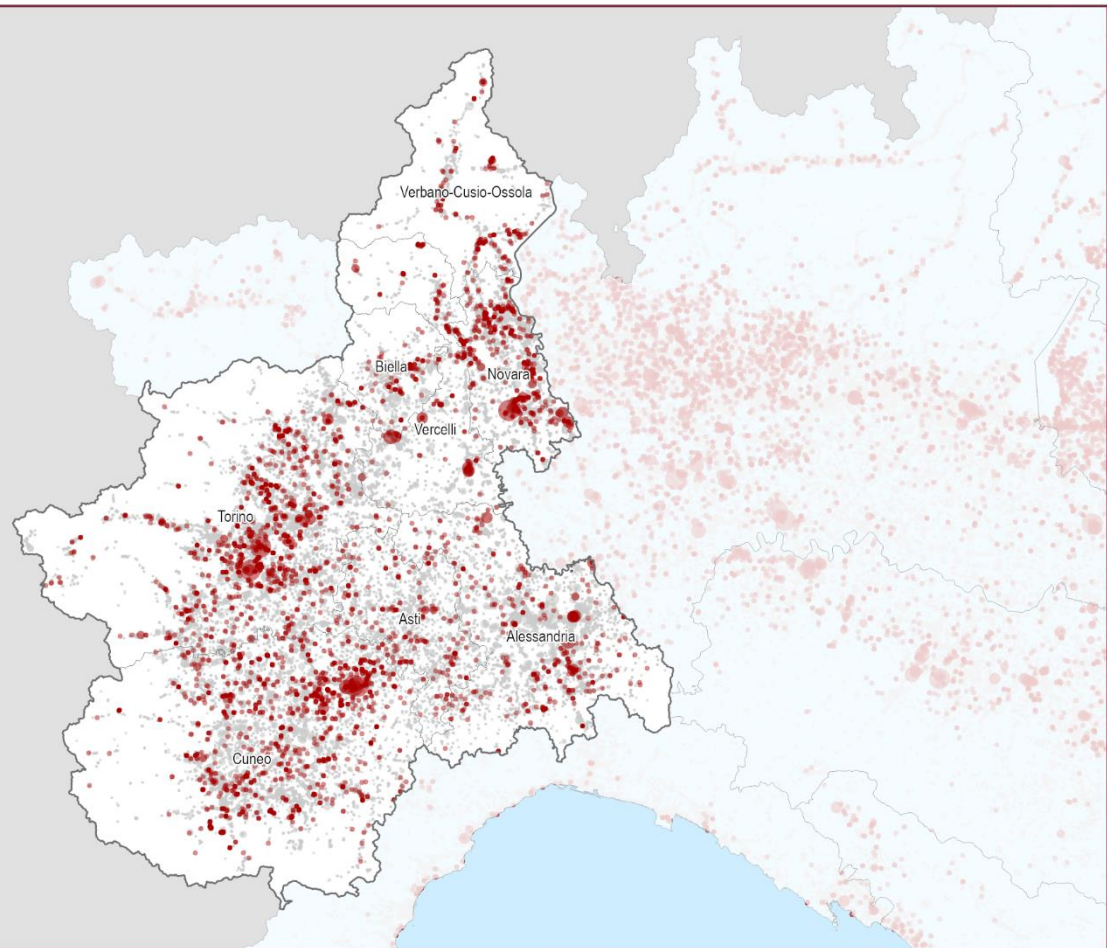 Verbano-Cusio-Ossola
Biella
Novara
Vercelli
Torino
Asti
Alessandria
Cuneo